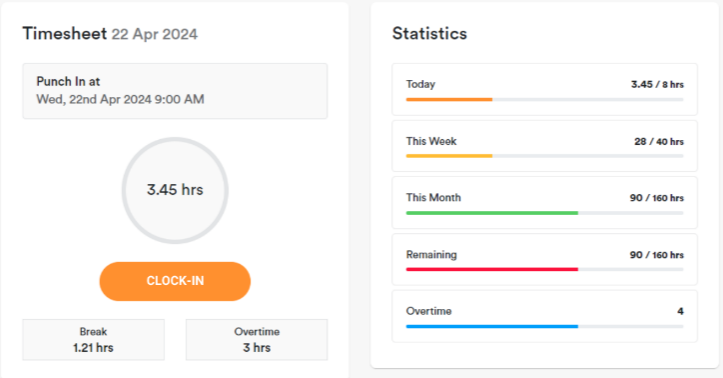 Timesheet 22 Apr 2024
Punch In at
Wed, 22nd Apr 2024 9:00 AM
3.45 hrs
CLOCK-IN
Break
1.21 hrs
Overtime
3 hrs
Statistics
Today 3.45 / 8 hrs
This Week 28 / 40 hrs
This Month 90 / 160 hrs
Remaining 90 / 160 hrs
Overtime 4